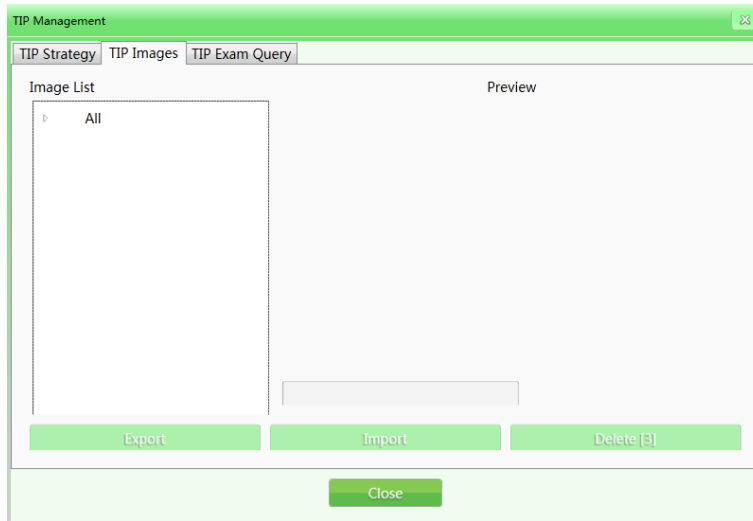 TIP Management
TIP Strategy TIP Images TIP Exam Query
Image List Preview
All
Export Import Delete [3]
Close